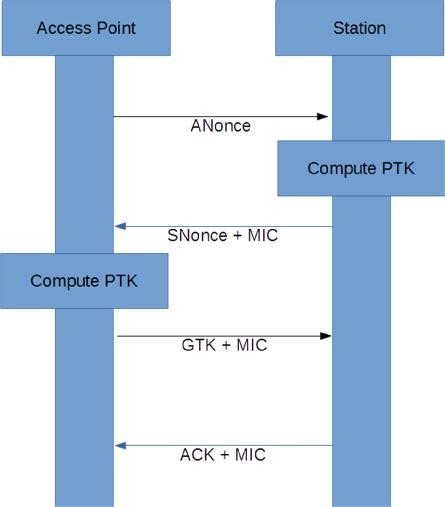 Access Point
Station
ANonce
Compute PTK
SNonce + MIC
Compute PTK
GTK + MIC
ACK + MIC